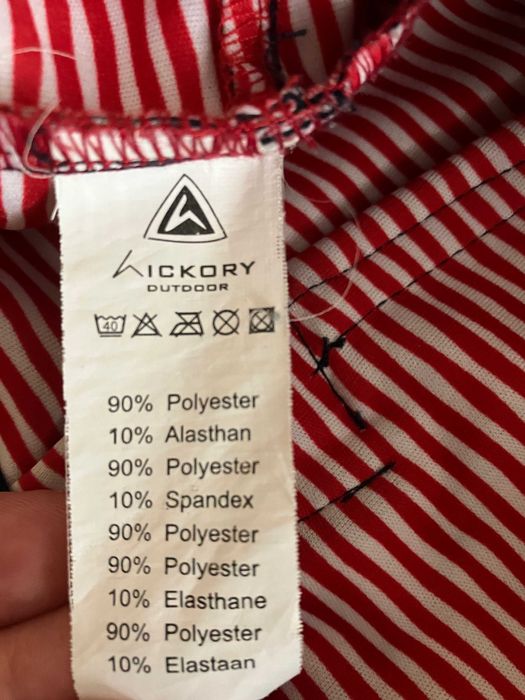 HICKORY
OUTDOOR
40
90% Polyester
10% Alasthan
90% Polyester
10% Spandex
90% Polyester
90% Polyester
10% Elasthane
90% Polyester
10% Elastaan